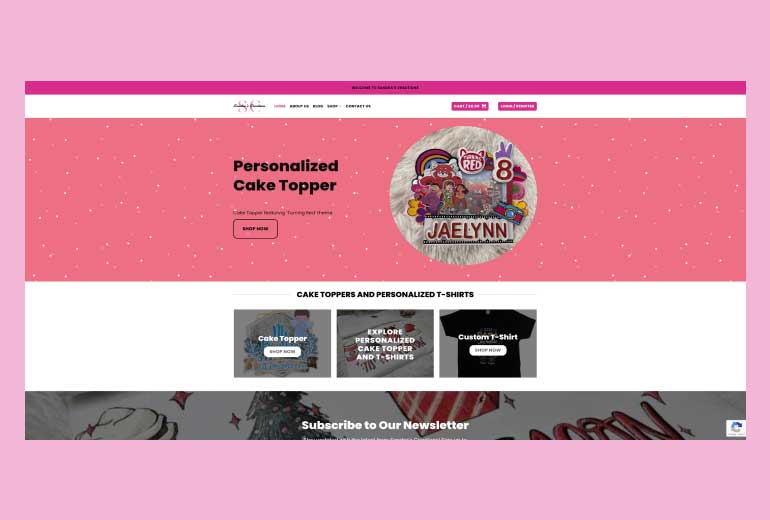 WELCOME TO SANDRA'S CREATIONS
SC
HOME ABOUT US BLOG SHOP CONTACT US
CART / $0.00
LOGIN / REGISTER
Personalized
Cake Topper
Cake Topper featuring 'Turning Red' theme
SHOP NOW
TURNING
RED
8
JAELYNN
CAKE TOPPERS AND PERSONALIZED T-SHIRTS
Cake Topper
SHOP NOW
EXPLORE
PERSONALIZED
CAKE TOPPER
AND T-SHIRTS
Custom T-Shirt
SHOP NOW
Subscribe to Our Newsletter